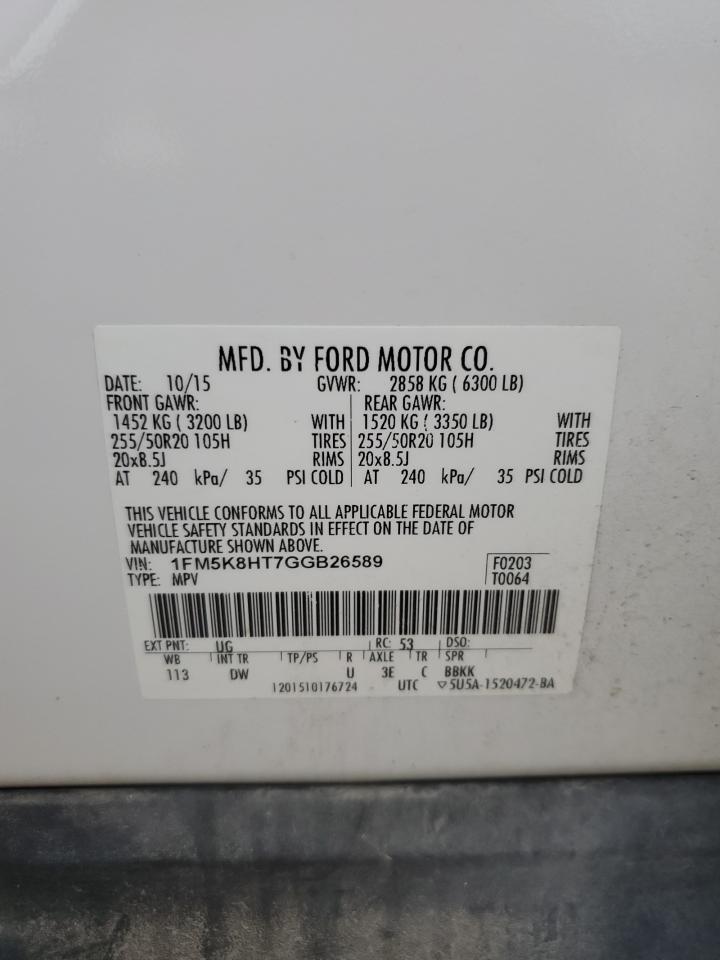 MFD. BY FORD MOTOR CO.
DATE: 10/15 GVWR: 2858 KG ( 6300 LB)
FRONT GAWR: REAR GAWR:
1452 KG ( 3200 LB) WITH 1520 KG ( 3350 LB) WITH
255/50R20 105H TIRES 255/50R20 105H TIRES
20x8.5J RIMS 20x8.5J RIMS
AT 240 kPa/ 35 PSI COLD AT 240 kPa/ 35 PSI COLD
THIS VEHICLE CONFORMS TO ALL APPLICABLE FEDERAL MOTOR
VEHICLE SAFETY STANDARDS IN EFFECT ON THE DATE OF
MANUFACTURE SHOWN ABOVE.
VIN: 1FM5K8HT7GGB26589 F0203
TYPE: MPV T0064
EXT PNT: UG RC: 53 DSO:
WB INT TR TP/PS R AXLE TR SPR
113 DW U 3E C BBKK
1201510176724 UTC ▽5U5A-1520472-BA